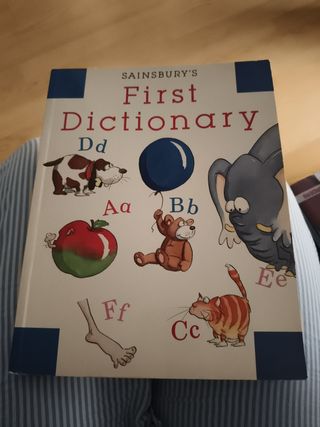 SAINSBURY'S
First
Dictionary
Dd
Aa
Bb
Ee
Ff
Cc